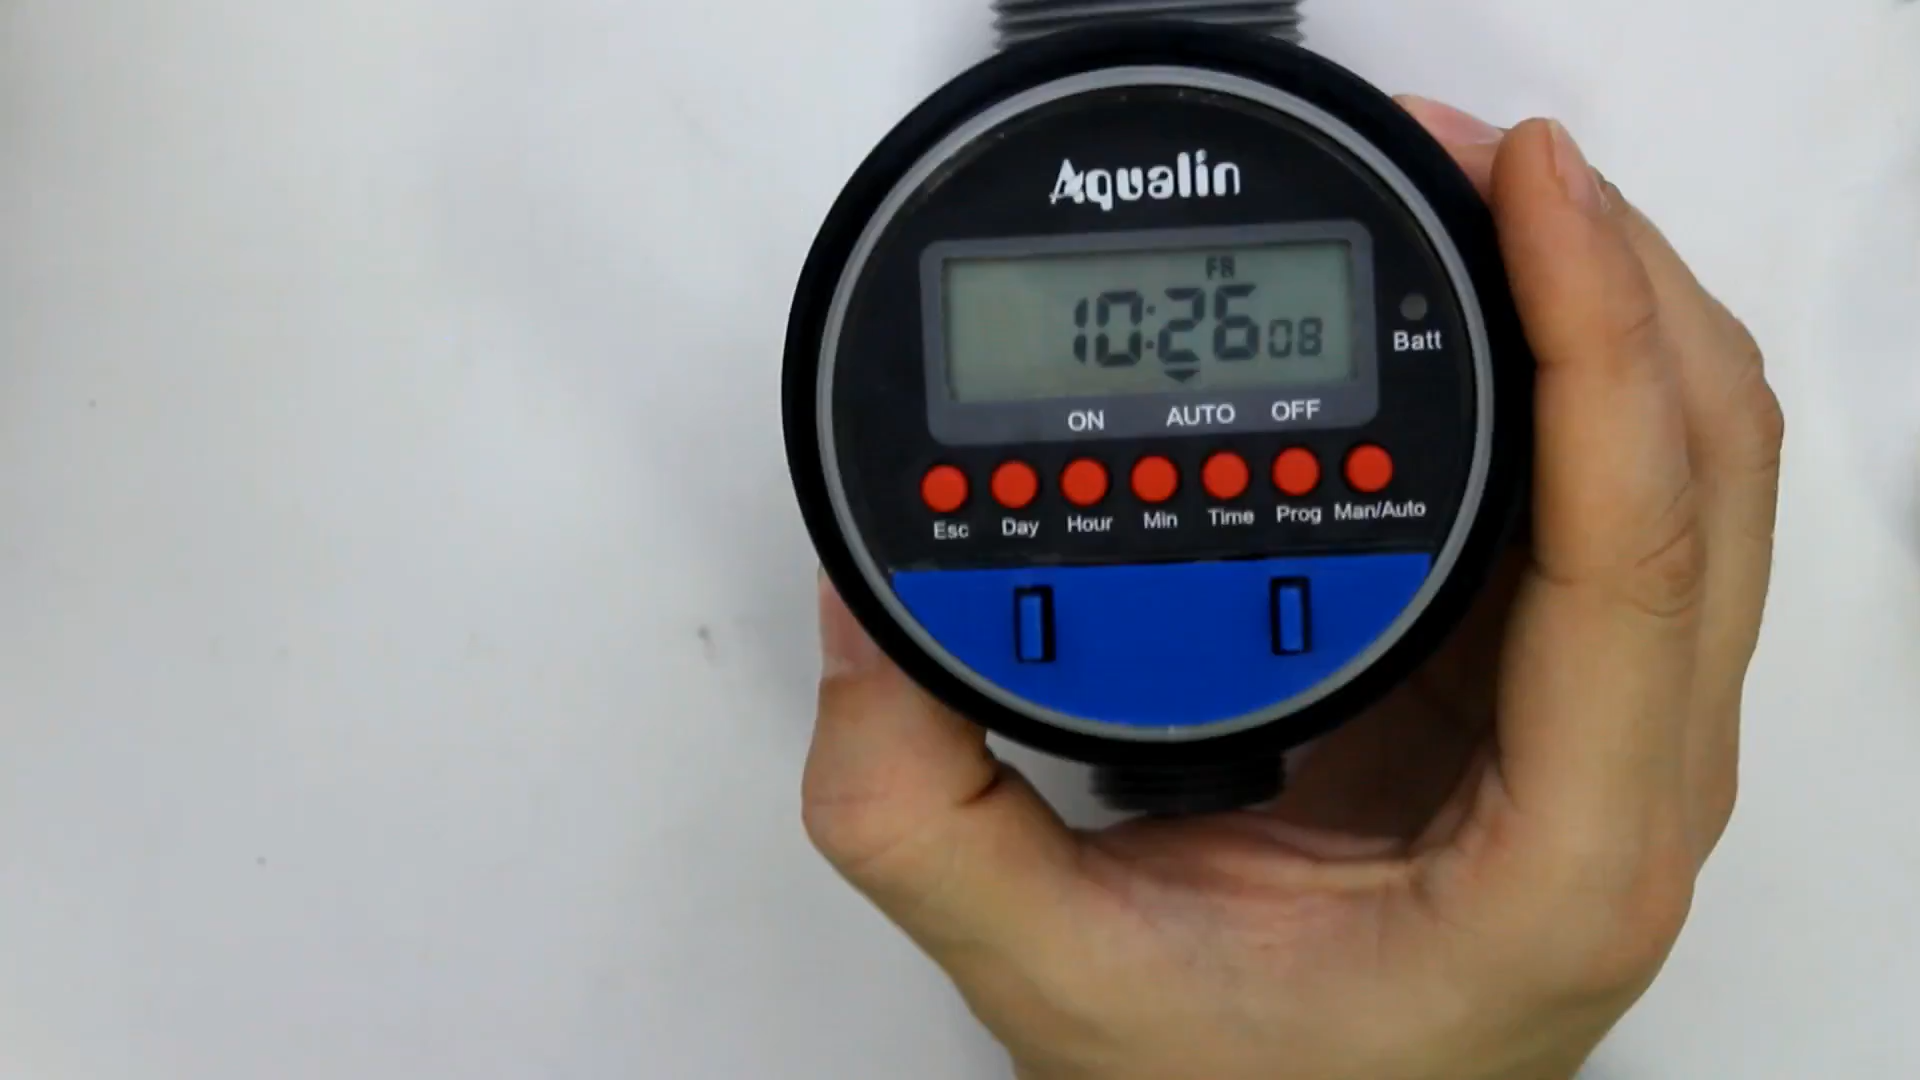 Aqualin
FR
10:26 08
Batt
ON AUTO OFF
Esc Day Hour Min Time Prog Man/Auto